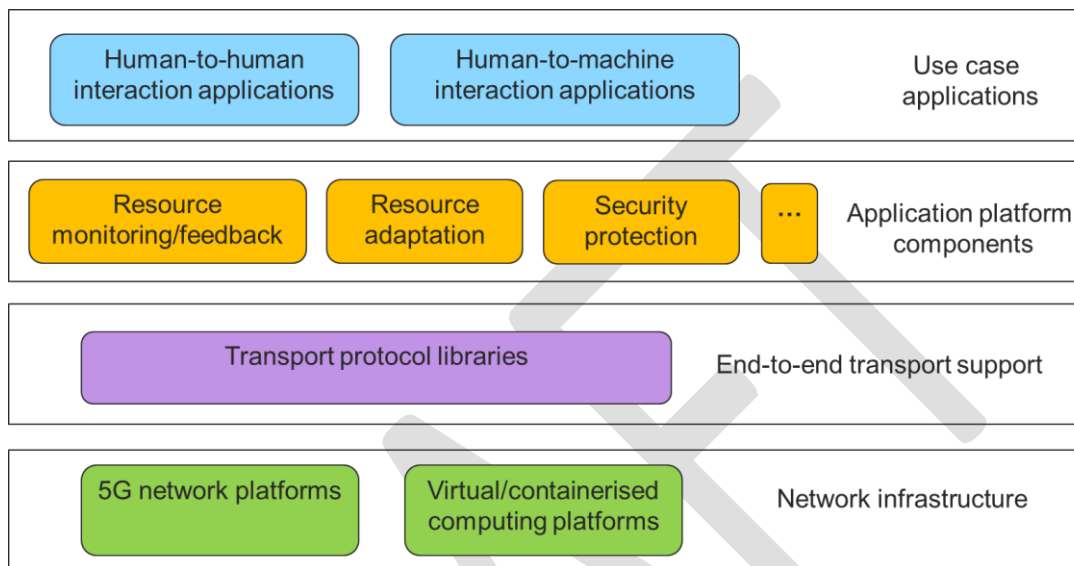 Human-to-human
interaction applications
Human-to-machine
interaction applications
Use case
applications
Resource
monitoring/feedback
Resource
adaptation
Security
protection
...
Application platform
components
Transport protocol libraries
End-to-end transport support
5G network platforms
Virtual/containerised
computing platforms
Network infrastructure